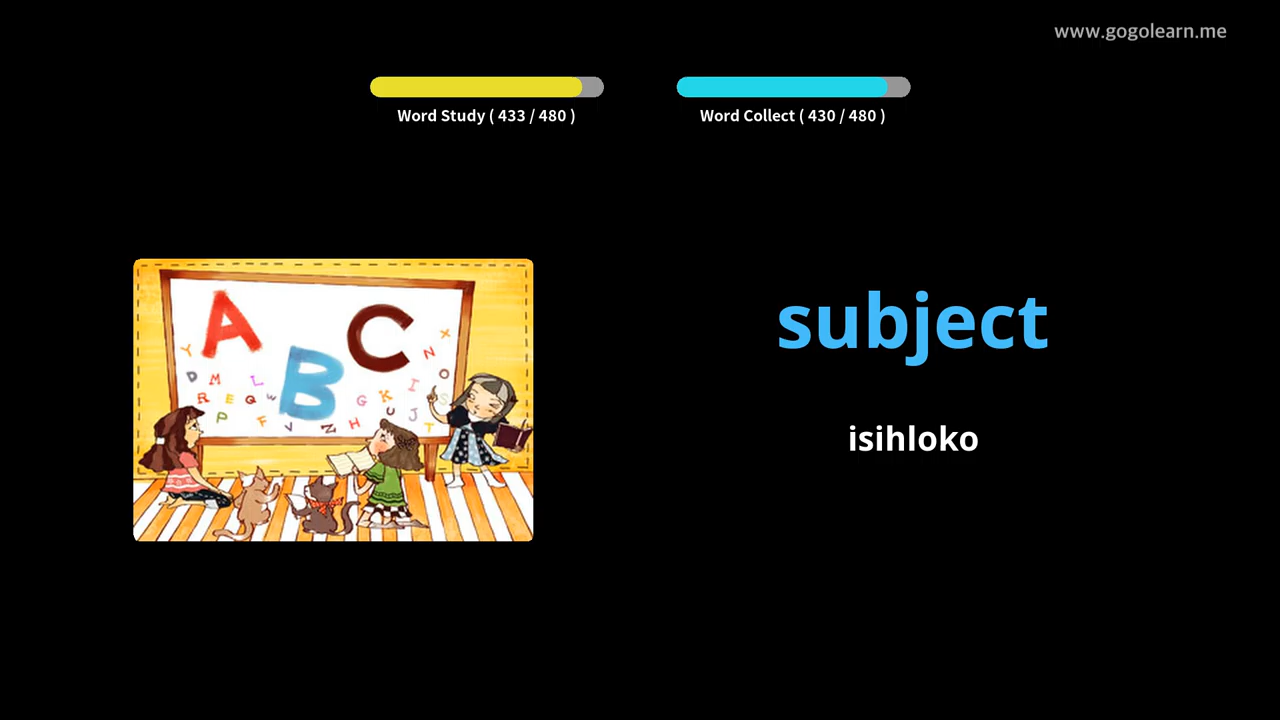 www.gogolearn.me
Word Study ( 433 / 480 )
Word Collect ( 430 / 480 )
A
B
C
X
Y
N
D
M
L
O
I
R
E
Q
W
G
K
S
P
F
V
Z
H
U
J
T
subject
isihloko